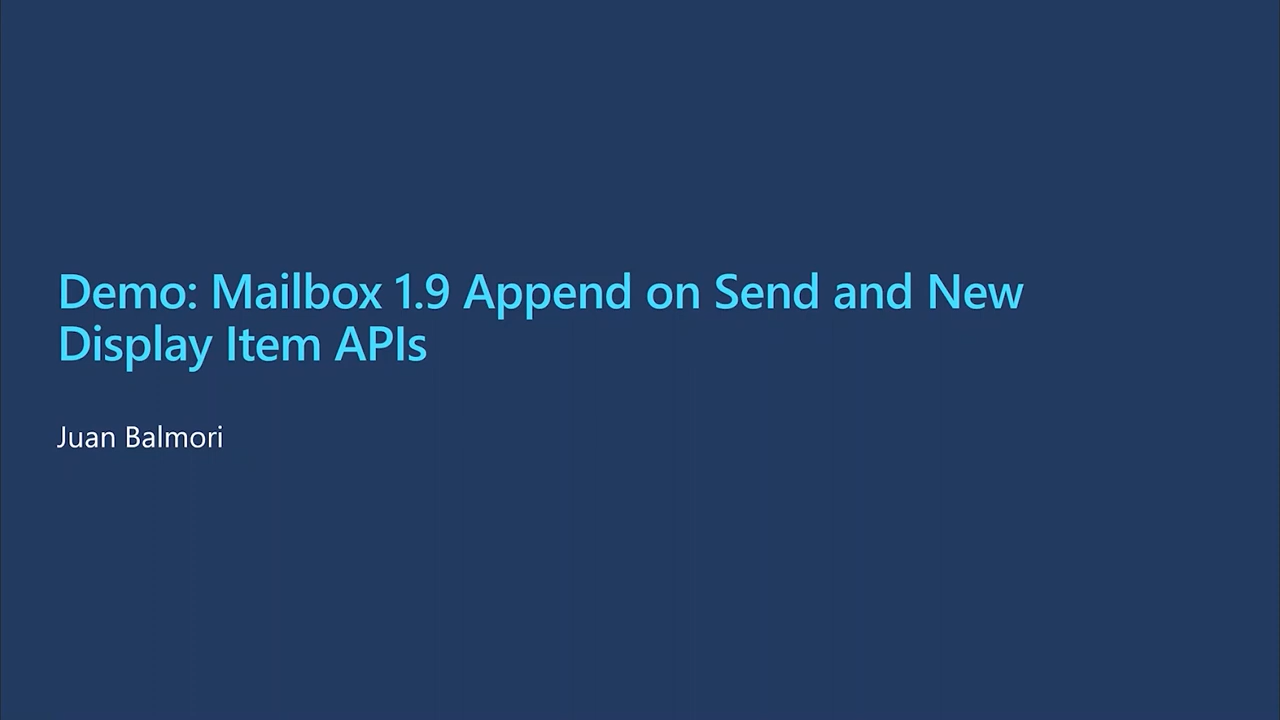 Demo: Mailbox 1.9 Append on Send and New
Display Item APIs
Juan Balmori